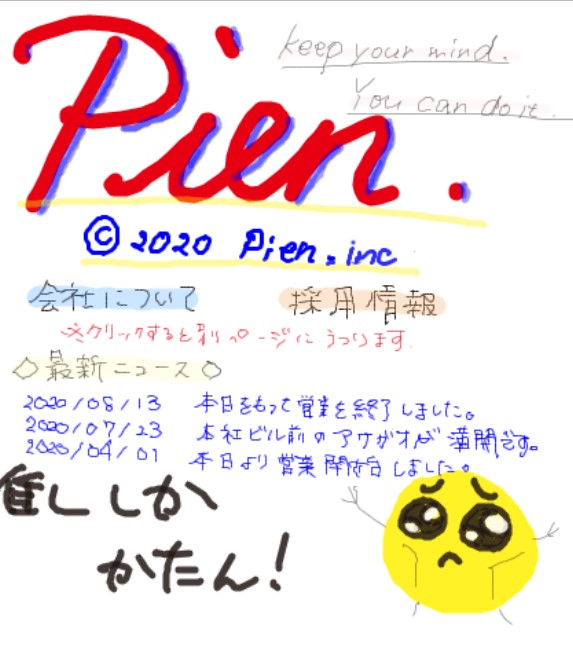 Pien.
keep your mind.
You can do it.
© 2020 Pien.inc
会社について 採用情報
※クリックすると別ページにうつります
◇最新ニュース◇
2020/08/13 本日をもって営業を終了しました。
2020/07/23 本社ビル前のアサガオが満開です。
2020/04/01 本日より営業開始しました。
しか
かたん!